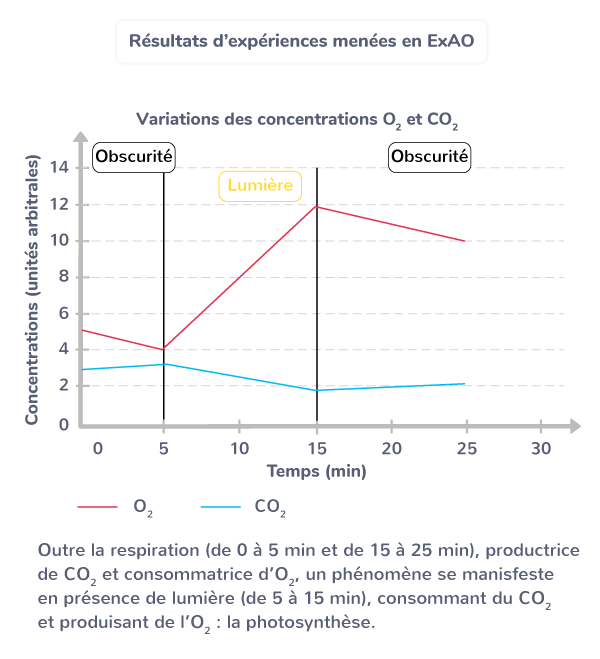 Résultats d'expériences menées en ExAO
Variations des concentrations O₂ et CO₂
Obscurité
Obscurité
Lumière
Concentrations (unités arbitrales)
14
12
10
8
6
4
2
0
0 5 10 15 20 25 30
Temps (min)
O₂ CO₂
Outre la respiration (de 0 à 5 min et de 15 à 25 min), productrice
de CO₂ et consommatrice d'O₂, un phénomène se manisfeste
en présence de lumière (de 5 à 15 min), consommant du CO₂
et produisant de l'O₂ : la photosynthèse.